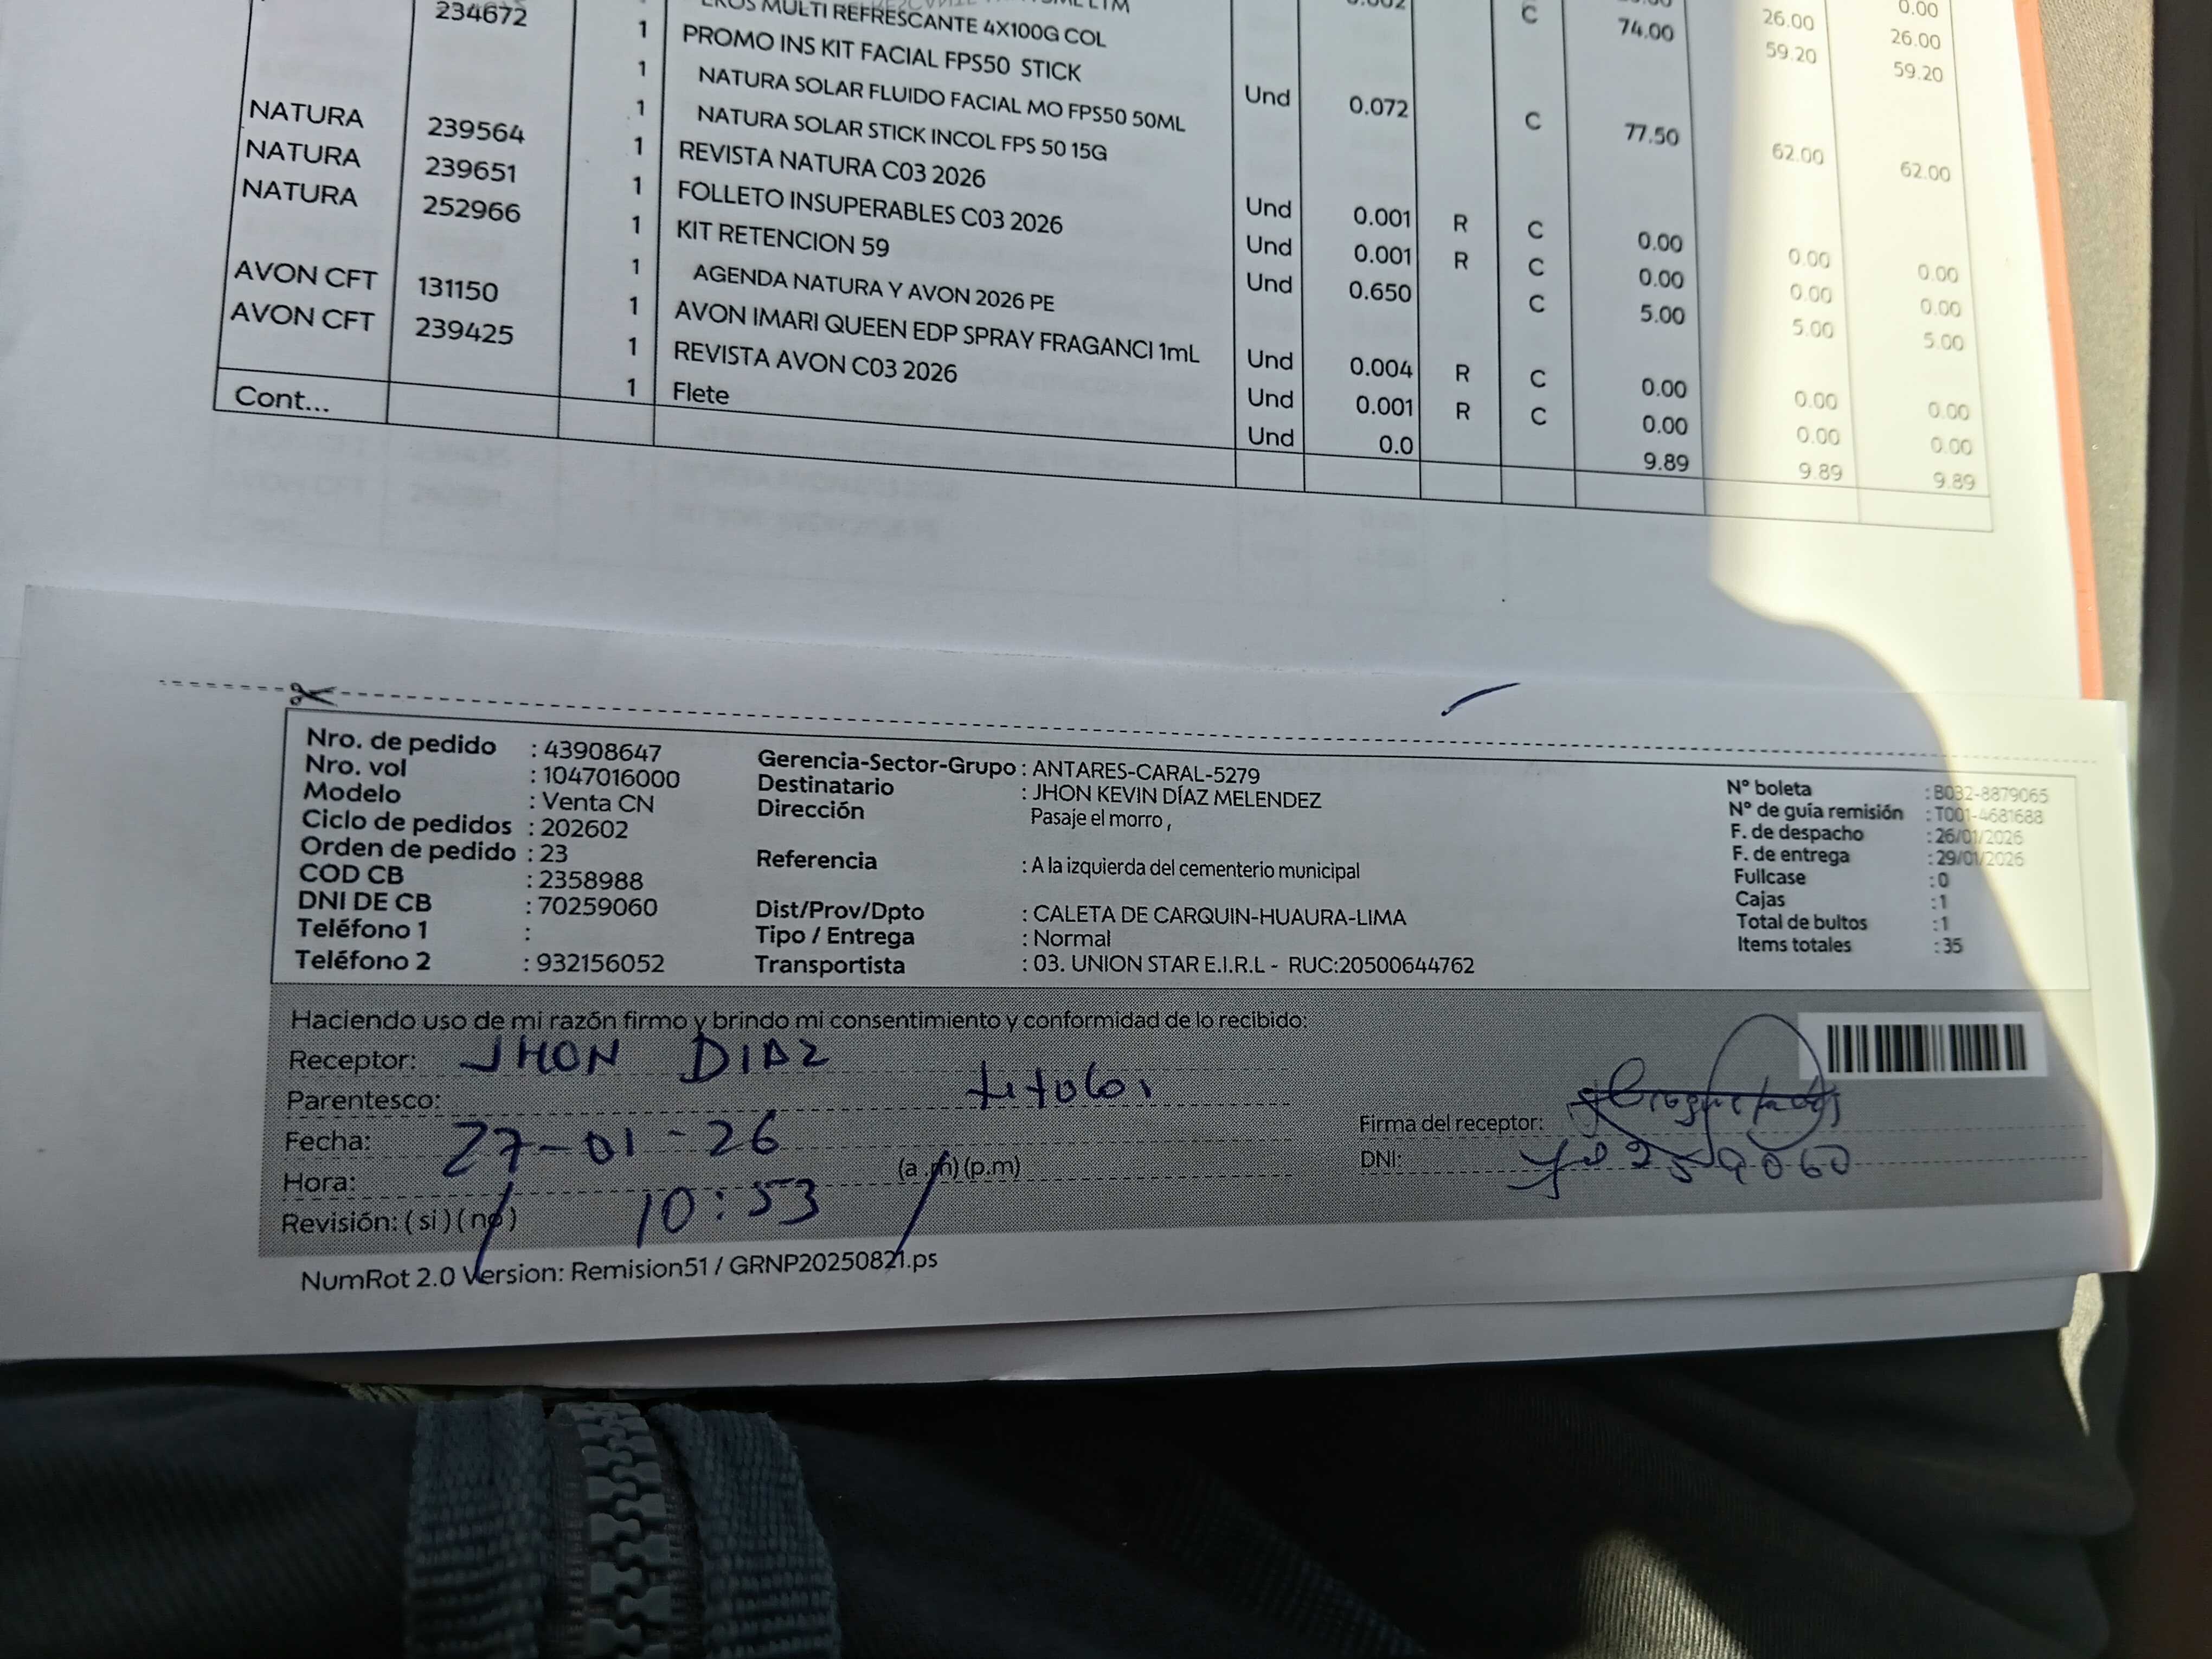 234672 1 EKOS MULTI REFRESCANTE 4X100G COL C 74.00 26.00 26.00
1 PROMO INS KIT FACIAL FPS50 STICK 59.20 59.20
1 NATURA SOLAR FLUIDO FACIAL MO FPS50 50ML Und 0.072 C 77.50 62.00 62.00
1 NATURA SOLAR STICK INCOL FPS 50 15G
NATURA 239564 1 REVISTA NATURA C03 2026 Und 0.001 R C 0.00 0.00 0.00
NATURA 239651 1 FOLLETO INSUPERABLES C03 2026 Und 0.001 R C 0.00 0.00 0.00
NATURA 252966 1 KIT RETENCION 59 Und 0.650 C 5.00 5.00 5.00
1 AGENDA NATURA Y AVON 2026 PE
AVON CFT 131150 1 AVON IMARI QUEEN EDP SPRAY FRAGANCI 1mL Und 0.004 R C 0.00 0.00 0.00
AVON CFT 239425 1 REVISTA AVON C03 2026 Und 0.001 R C 0.00 0.00 0.00
1 Flete Und 0.0 9.89 9.89 9.89
Cont...
Nro. de pedido : 43908647
Nro. vol : 1047016000
Modelo : Venta CN
Ciclo de pedidos : 202602
Orden de pedido : 23
COD CB : 2358988
DNI DE CB : 70259060
Teléfono 1 :
Teléfono 2 : 932156052
Gerencia-Sector-Grupo : ANTARES-CARAL-5279
Destinatario : JHON KEVIN DÍAZ MELENDEZ
Dirección Pasaje el morro ,
Referencia : A la izquierda del cementerio municipal
Dist/Prov/Dpto : CALETA DE CARQUIN-HUAURA-LIMA
Tipo / Entrega : Normal
Transportista : 03. UNION STAR E.I.R.L - RUC:20500644762
N° boleta : B032-8879065
N° de guía remisión : T001-4681688
F. de despacho : 26/01/2026
F. de entrega : 29/01/2026
Fullcase : 0
Cajas : 1
Total de bultos : 1
Items totales : 35
Haciendo uso de mi razón firmo y brindo mi consentimiento y conformidad de lo recibido:
Receptor: JHON DIAZ
Parentesco: titular
Fecha: 27-01-26
Hora: 10:53 (a.m) (p.m)
Revisión: (si) (no)
Firma del receptor:
DNI: 70259060
NumRot 2.0 Version: Remision51 / GRNP20250821.ps